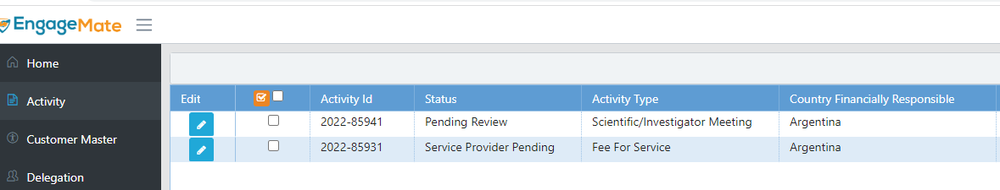 EngageMate
Home
Activity
Customer Master
Delegation
Edit Activity Id Status Activity Type Country Financially Responsible
2022-85941 Pending Review Scientific/Investigator Meeting Argentina
2022-85931 Service Provider Pending Fee For Service Argentina